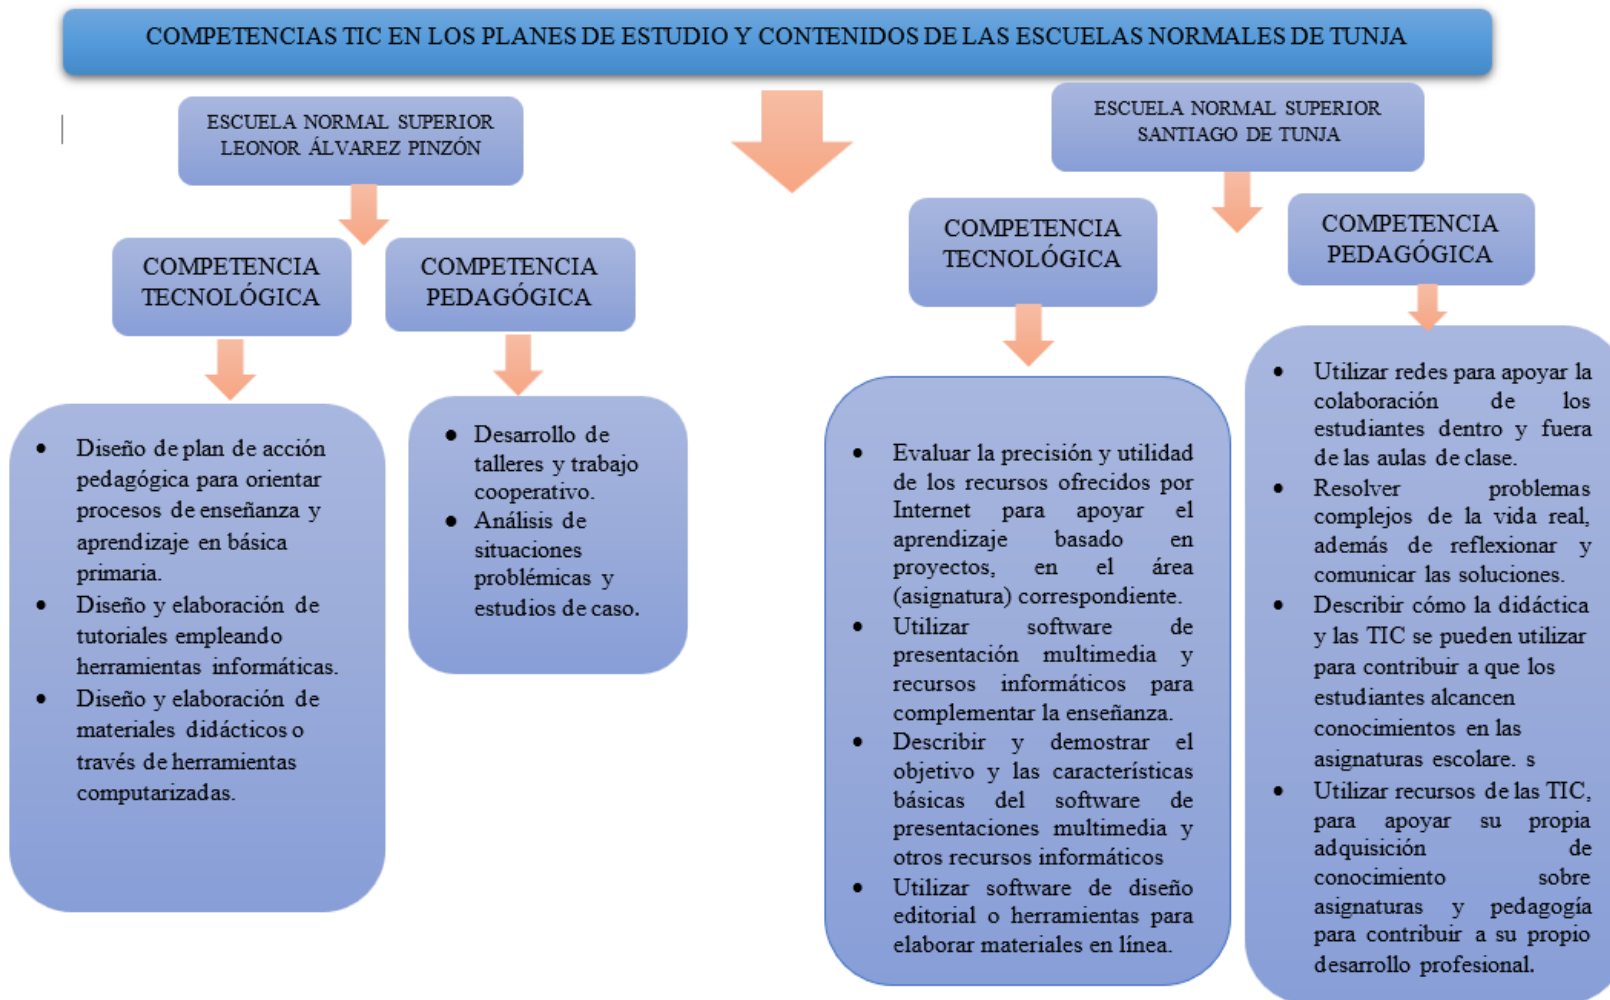 COMPETENCIAS TIC EN LOS PLANES DE ESTUDIO Y CONTENIDOS DE LAS ESCUELAS NORMALES DE TUNJA
ESCUELA NORMAL SUPERIOR
LEONOR ÁLVAREZ PINZÓN
COMPETENCIA
TECNOLÓGICA
● Diseño de plan de acción
pedagógica para orientar
procesos de enseñanza y
aprendizaje en básica
primaria.
● Diseño y elaboración de
tutoriales empleando
herramientas informáticas.
● Diseño y elaboración de
materiales didácticos o
través de herramientas
computarizadas.
COMPETENCIA
PEDAGÓGICA
● Desarrollo de
talleres y trabajo
cooperativo.
● Análisis de
situaciones
problémicas y
estudios de caso.
ESCUELA NORMAL SUPERIOR
SANTIAGO DE TUNJA
COMPETENCIA
TECNOLÓGICA
● Evaluar la precisión y utilidad
de los recursos ofrecidos por
Internet para apoyar el
aprendizaje basado en
proyectos, en el área
(asignatura) correspondiente.
● Utilizar software de
presentación multimedia y
recursos informáticos para
complementar la enseñanza.
● Describir y demostrar el
objetivo y las características
básicas del software de
presentaciones multimedia y
otros recursos informáticos
● Utilizar software de diseño
editorial o herramientas para
elaborar materiales en línea.
COMPETENCIA
PEDAGÓGICA
● Utilizar redes para apoyar la
colaboración de los
estudiantes dentro y fuera
de las aulas de clase.
● Resolver problemas
complejos de la vida real,
además de reflexionar y
comunicar las soluciones.
● Describir cómo la didáctica
y las TIC se pueden utilizar
para contribuir a que los
estudiantes alcancen
conocimientos en las
asignaturas escolare. s
● Utilizar recursos de las TIC,
para apoyar su propia
adquisición de
conocimiento sobre
asignaturas y pedagogía
para contribuir a su propio
desarrollo profesional.